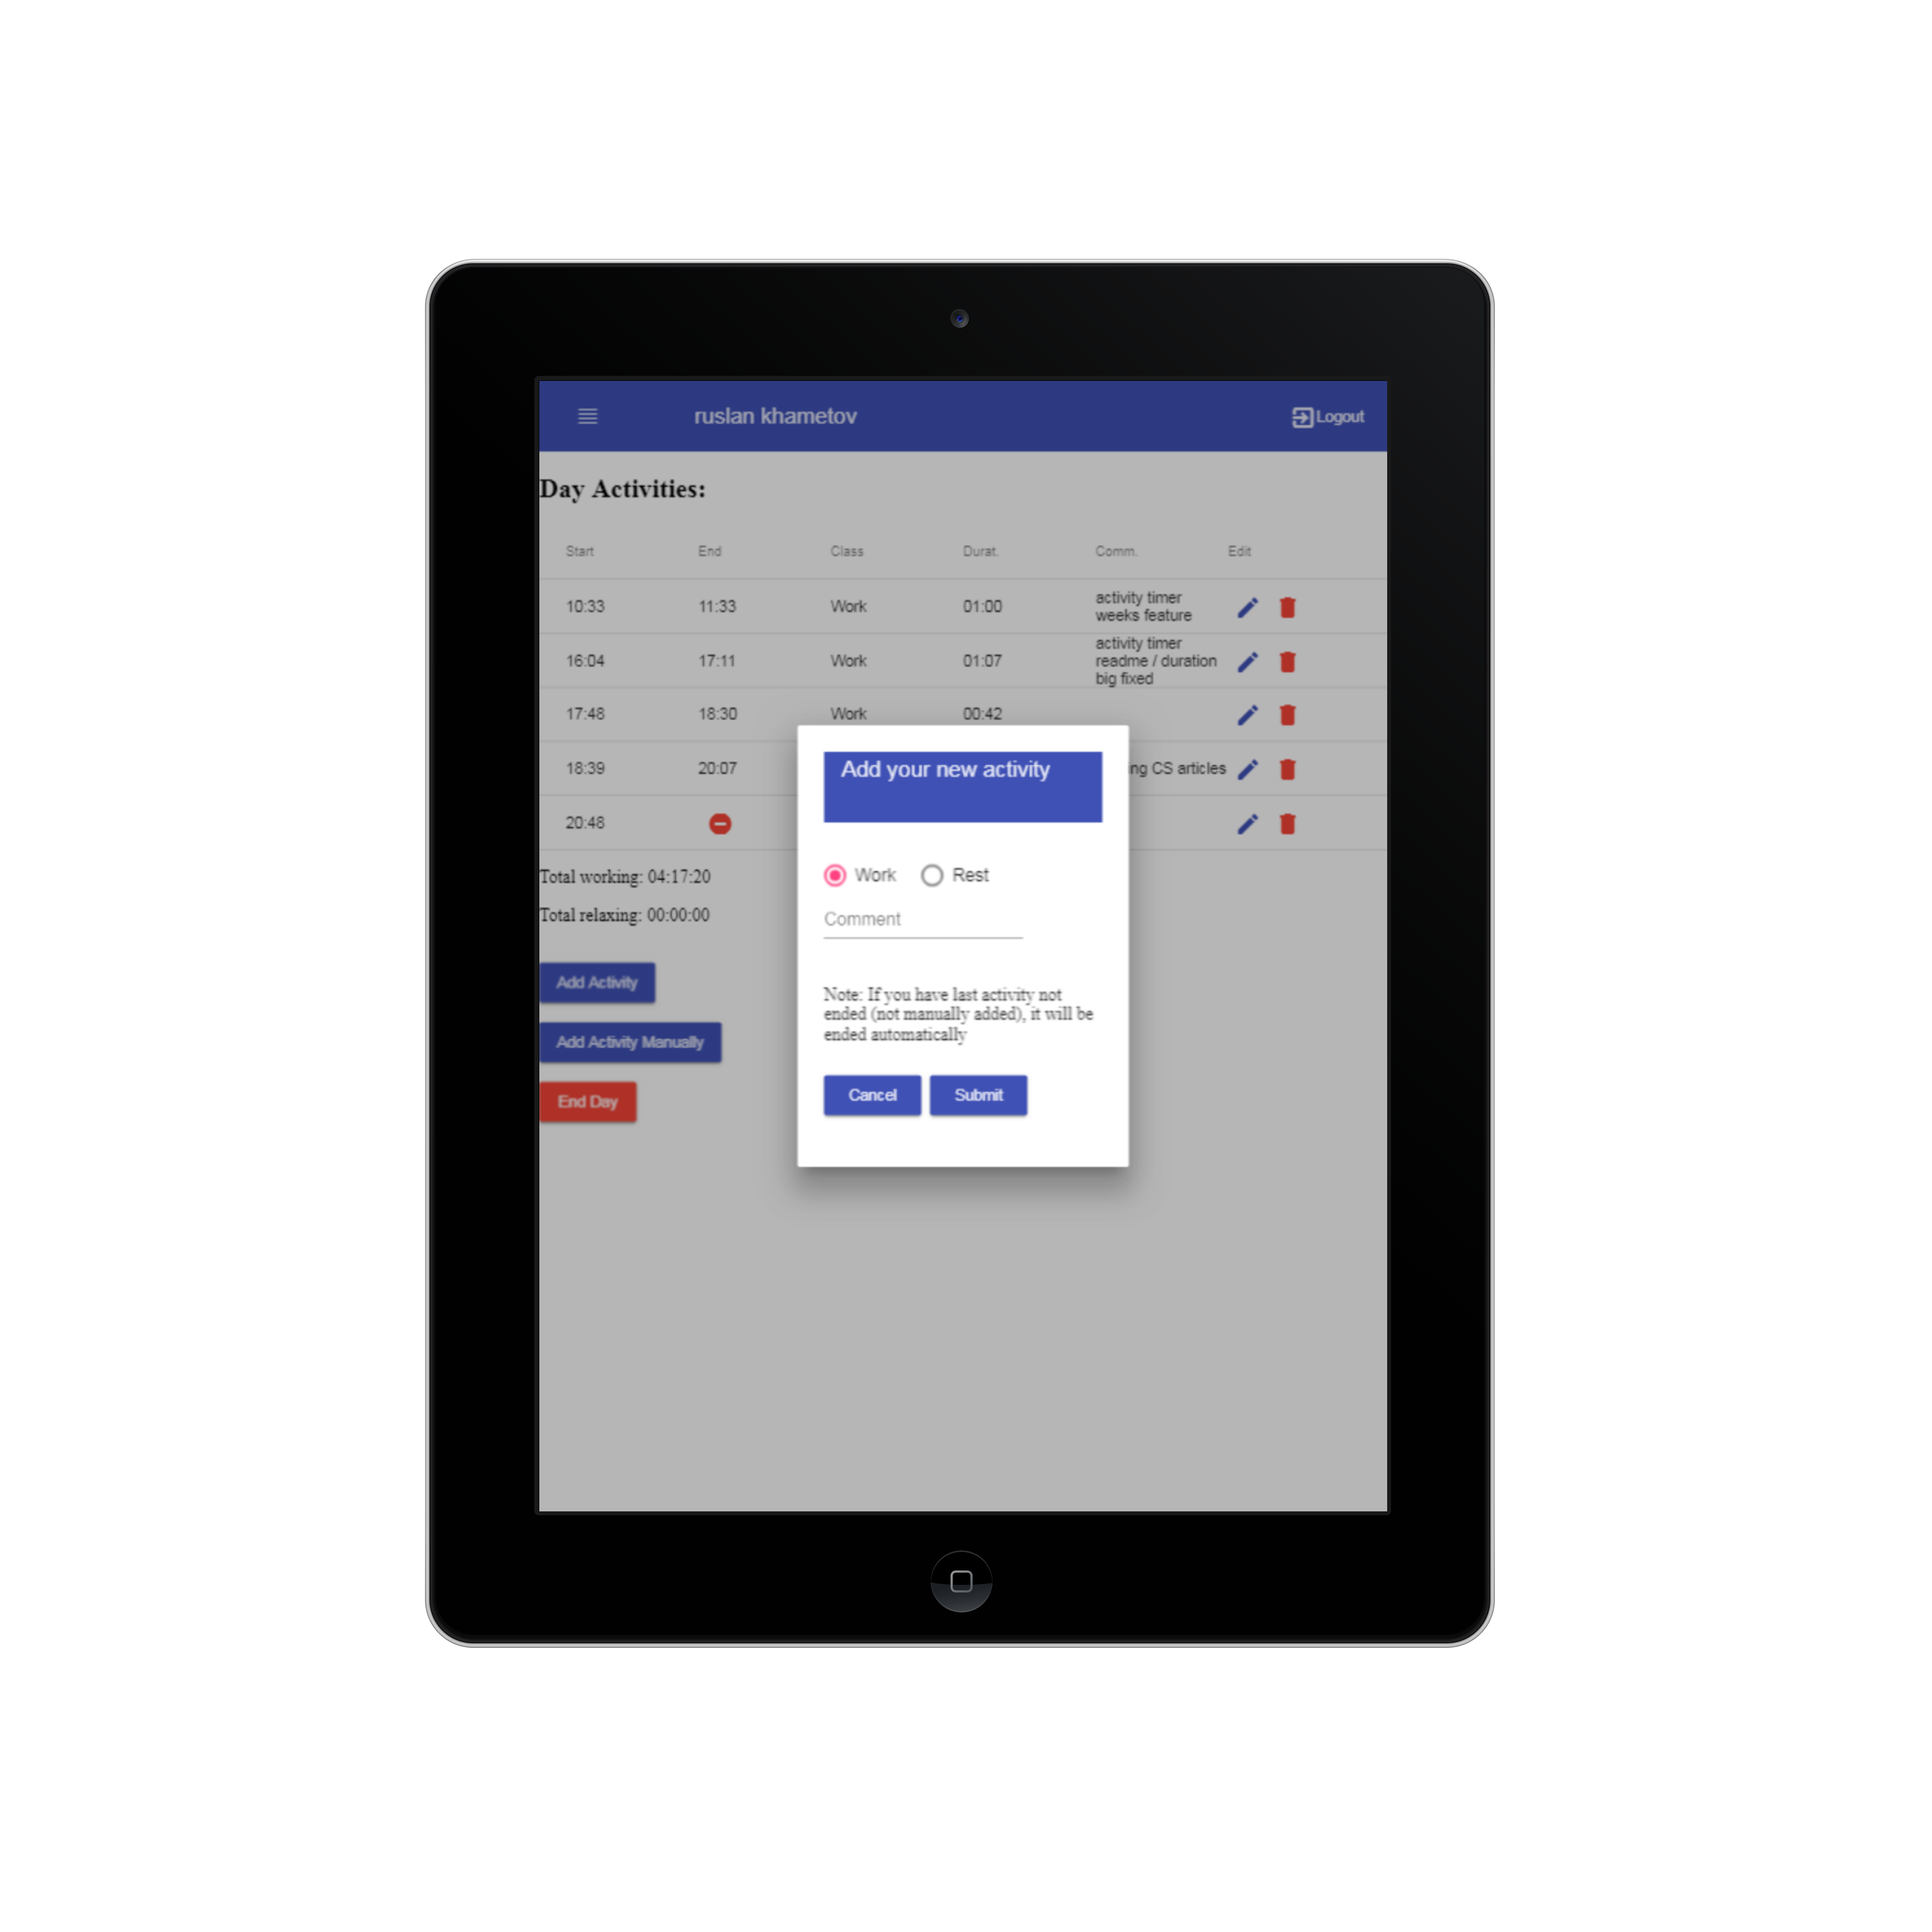 ruslan khametov
Logout
Day Activities:
Start End Class Durat. Comm. Edit
10:33 11:33 Work 01:00 activity timer
weeks feature
16:04 17:11 Work 01:07 activity timer
readme / duration
big fixed
17:48 18:30 Work 00:42
18:39 20:07 CS articles
20:48
Total working: 04:17:20
Total relaxing: 00:00:00
Add Activity
Add Activity Manually
End Day
Add your new activity
Work Rest
Comment
Note: If you have last activity not
ended (not manually added), it will be
ended automatically
Cancel Submit